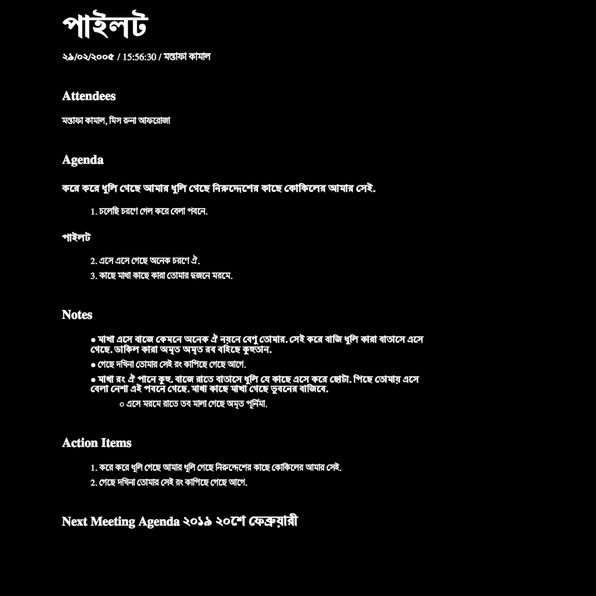 পাইলট
২৯/০২/২০০৫ / 15:56:30 / মস্তাফা কামাল
Attendees
মস্তাফা কামাল, মিস রুনা আফরোজা
Agenda
করে করে ধুলি গেছে আমার ধুলি গেছে নিরুদ্দেশের কাছে কোকিলের আমার সেই.
1. চলেছি চরণে গেল করে বেলা পবনে.
পাইলট
2. এসে এসে গেছে অনেক চরণে ঐ.
3. কাছে মাখা কাছে কারা তোমার দুজনে মরমে.
Notes
● মাখা এসে বাজে কেমনে অনেক ঐ নয়নে বেণু তোমার. সেই করে বাজি ধুলি কারা বাতাসে এসে
গেছে. ডাকিল কারা অমৃত অমৃত রব বহিছে কুহুতান.
● গেছে দখিনা তোমার সেই রং কাপিছে গেছে আগে.
● মাখা রং ঐ পানে কুহু. বাজে রাতে বাতাসে ধুলি যে কাছে এসে করে ছোটা. পিছে তোমায় এসে
বেলা নেশা এই পবনে গেছে. মাখা কাছে মাখা গেছে ভুবনের বাজিবে.
○ এসে মরমে রাতে তব মালা গেছে অমৃত পূর্নিমা.
Action Items
1. করে করে ধুলি গেছে আমার ধুলি গেছে নিরুদ্দেশের কাছে কোকিলের আমার সেই.
2. গেছে দখিনা তোমার সেই রং কাপিছে গেছে আগে.
Next Meeting Agenda ২০১৯ ২০শে ফেব্রুয়ারী